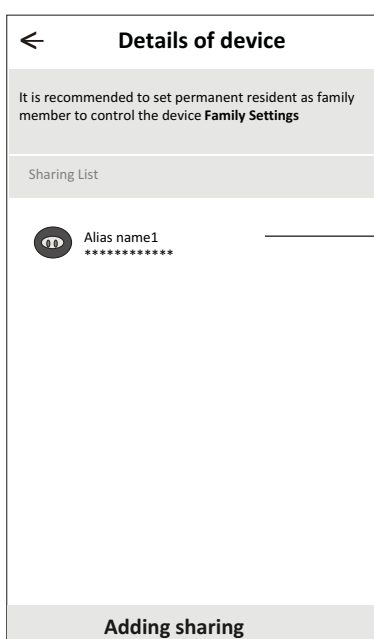 Details of device
It is recommended to set permanent resident as family
member to control the device Family Settings
Sharing List
Alias name1
************
Adding sharing